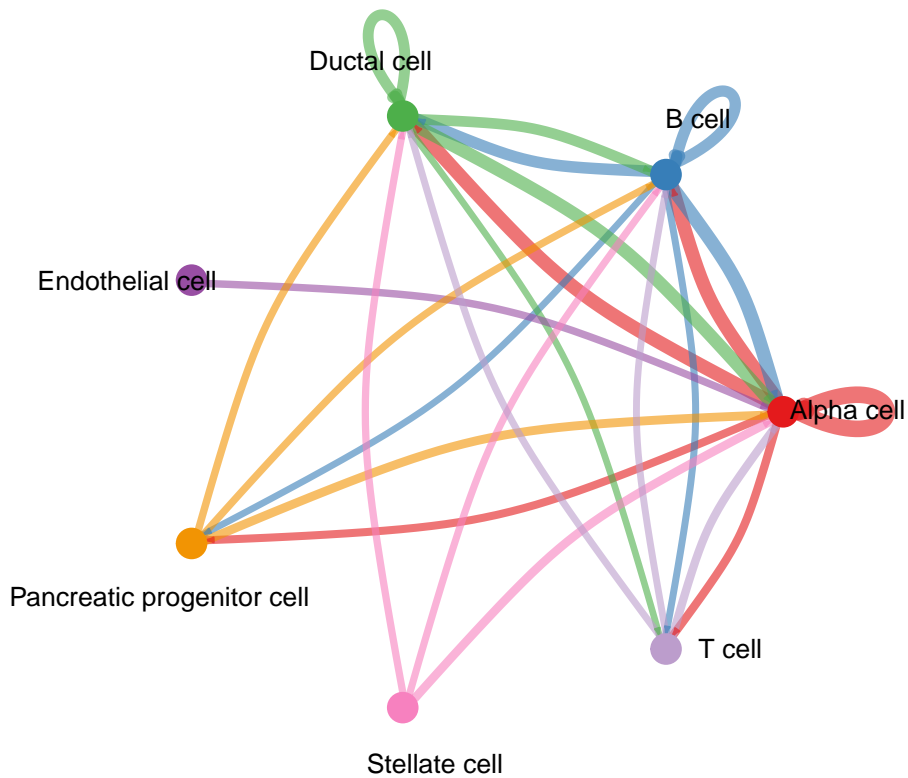 Ductal cell
B cell
Endothelial cell
Alpha cell
Pancreatic progenitor cell
T cell
Stellate cell